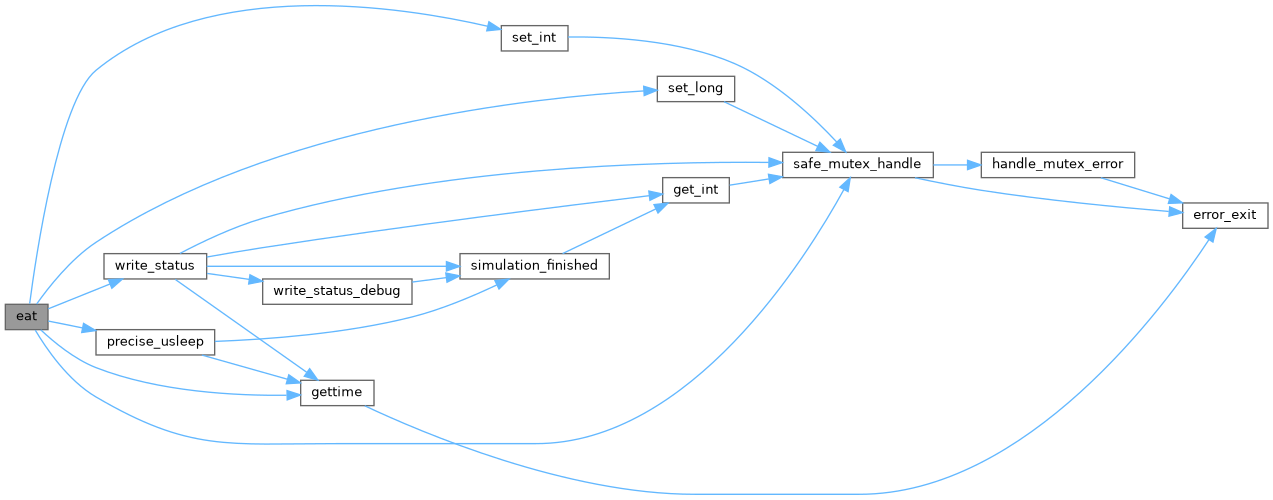 set_int
set_long
safe_mutex_handle
handle_mutex_error
get_int
error_exit
write_status
simulation_finished
write_status_debug
eat
precise_usleep
gettime